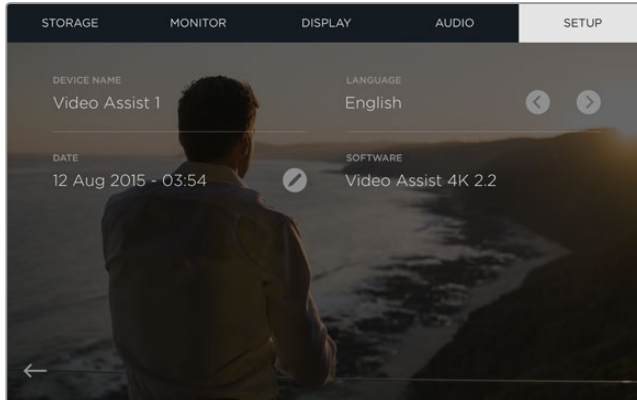 STORAGE MONITOR DISPLAY AUDIO SETUP
DEVICE NAME LANGUAGE
Video Assist 1 English
DATE SOFTWARE
12 Aug 2015 - 03:54 Video Assist 4K 2.2